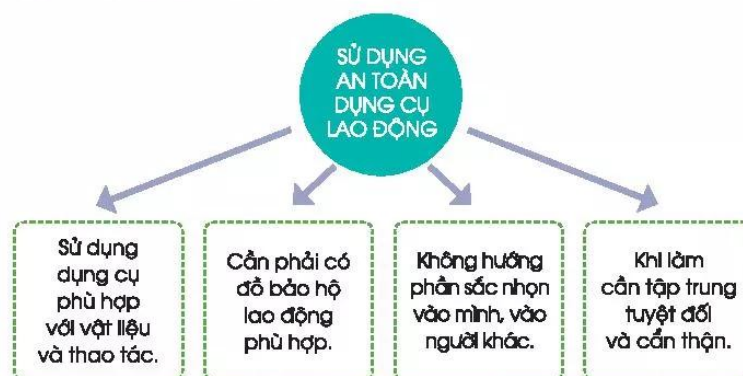 SỬ DỤNG
AN TOÀN
DỤNG CỤ
LAO ĐỘNG
Sử dụng
dụng cụ
phù hợp
với vật liệu
và thao tác.
Cần phải có
đồ bảo hộ
lao động
phù hợp.
Không hướng
phần sắc nhọn
vào mình, vào
người khác.
Khi làm
cần tập trung
tuyệt đối
và cẩn thận.